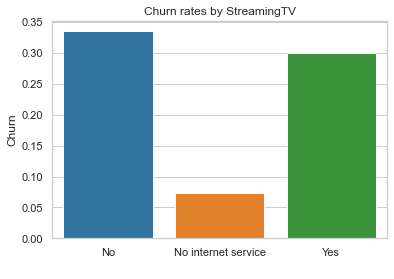 Churn rates by StreamingTV
0.35
0.30
0.25
0.20
0.15
0.10
0.05
0.00
Churn
No
No internet service
Yes